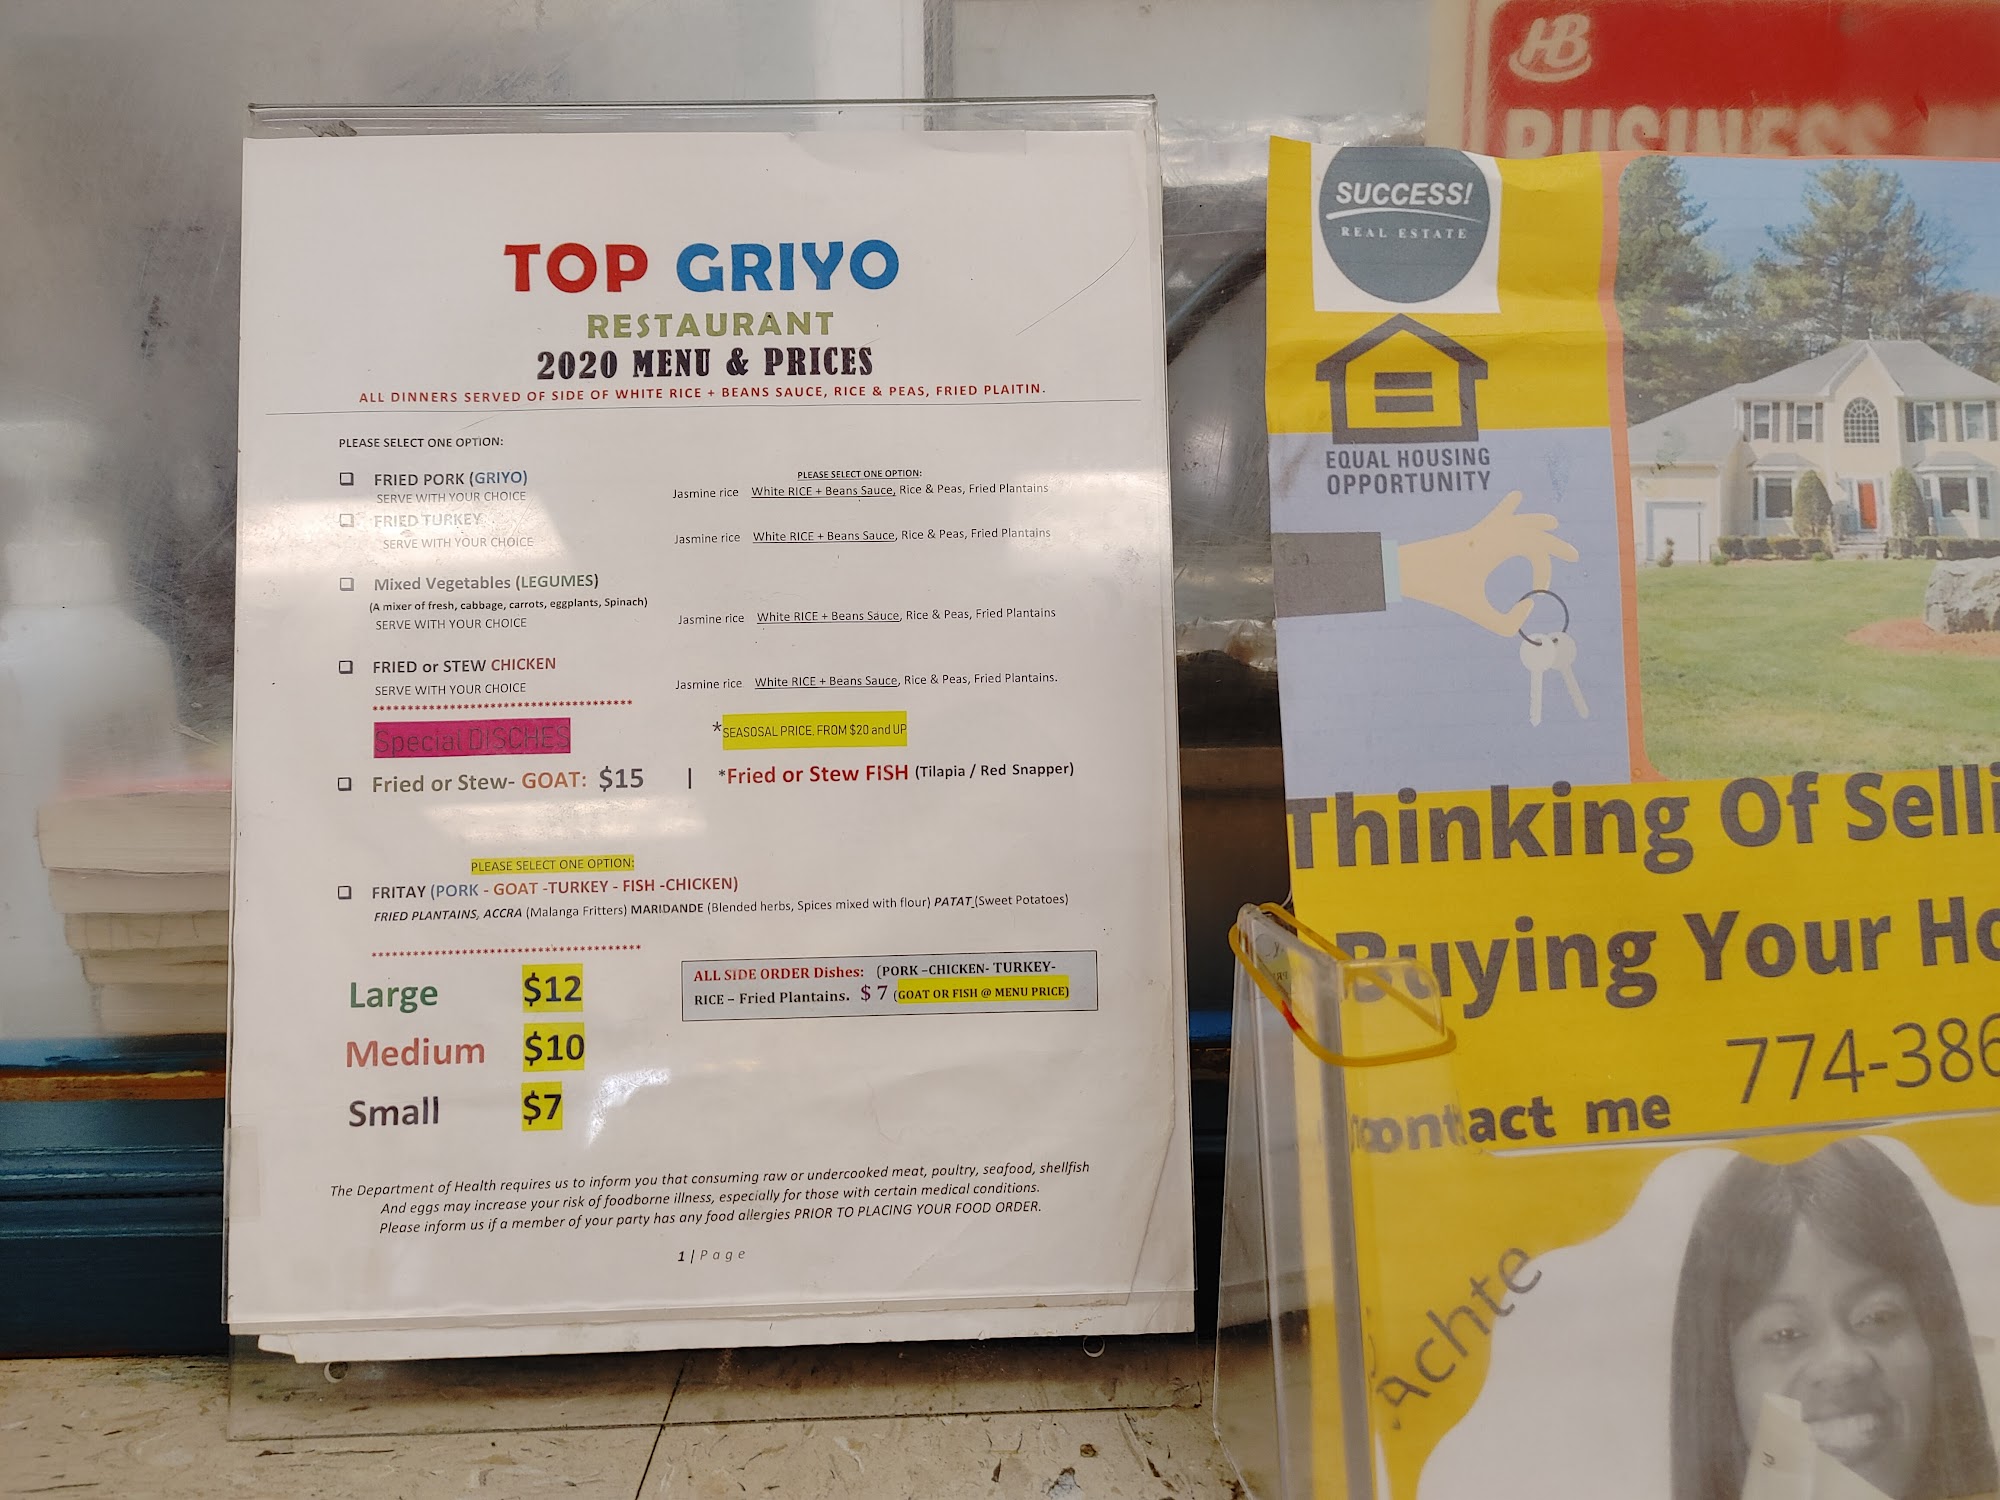 TOP GRIYO
RESTAURANT
2020 MENU & PRICES
ALL DINNERS SERVED OF SIDE OF WHITE RICE + BEANS SAUCE, RICE & PEAS, FRIED PLAITIN.
PLEASE SELECT ONE OPTION:
PLEASE SELECT ONE OPTION:
FRIED PORK (GRIYO)
SERVE WITH YOUR CHOICE
Jasmine rice White RICE + Beans Sauce, Rice & Peas, Fried Plantains
FRIED TURKEY
SERVE WITH YOUR CHOICE
Jasmine rice White RICE + Beans Sauce, Rice & Peas, Fried Plantains
Mixed Vegetables (LEGUMES)
(A mixer of fresh, cabbage, carrots, eggplants, Spinach)
SERVE WITH YOUR CHOICE
Jasmine rice White RICE + Beans Sauce, Rice & Peas, Fried Plantains
FRIED or STEW CHICKEN
SERVE WITH YOUR CHOICE
Jasmine rice White RICE + Beans Sauce, Rice & Peas, Fried Plantains.
************************************
Special DISCHES
*SEASOSAL PRICE. FROM $20 and UP
Fried or Stew- GOAT: $15 | *Fried or Stew FISH (Tilapia / Red Snapper)
PLEASE SELECT ONE OPTION:
FRITAY (PORK - GOAT -TURKEY - FISH -CHICKEN)
FRIED PLANTAINS, ACCRA (Malanga Fritters) MARIDANDE (Blended herbs, Spices mixed with flour) PATAT (Sweet Potatoes)
*************************************
Large $12
Medium $10
Small $7
ALL SIDE ORDER Dishes: (PORK –CHICKEN- TURKEY-
RICE – Fried Plantains. $ 7 (GOAT OR FISH @ MENU PRICE)
The Department of Health requires us to inform you that consuming raw or undercooked meat, poultry, seafood, shellfish
And eggs may increase your risk of foodborne illness, especially for those with certain medical conditions.
Please inform us if a member of your party has any food allergies PRIOR TO PLACING YOUR FOOD ORDER.
1 | Page
HB
BUSINESS
SUCCESS!
REAL ESTATE
EQUAL HOUSING
OPPORTUNITY
Thinking Of Selli
Buying Your Ho
contact me 774-386
Achte